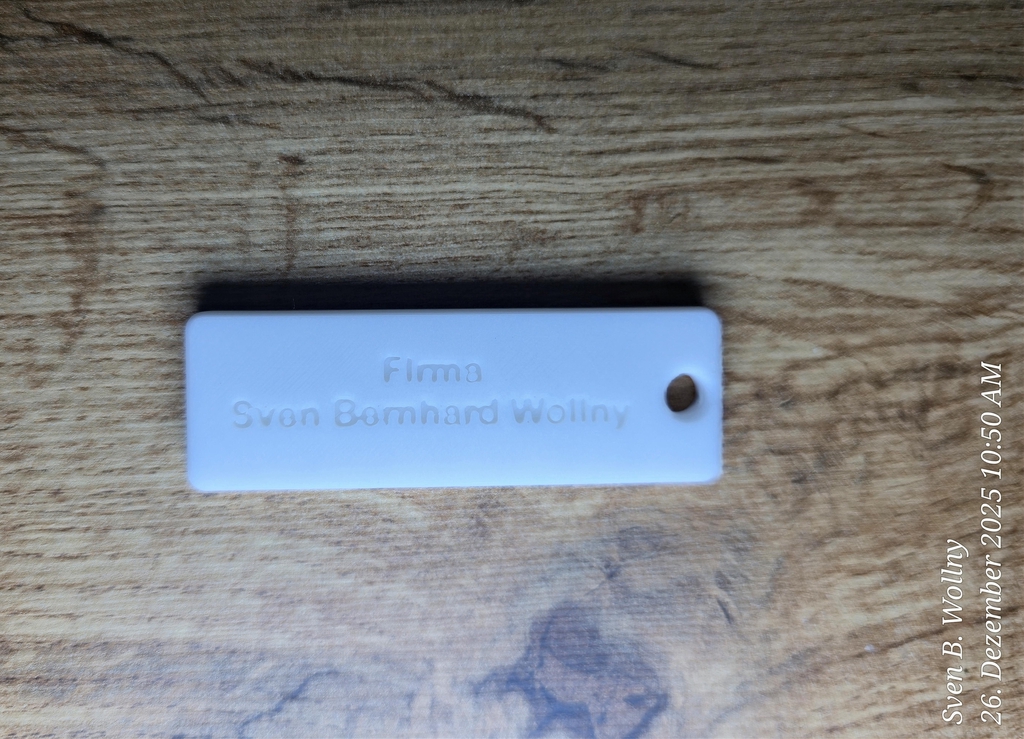 Firma
Sven Bernhard Wollny
Sven B. Wollny
26. Dezember 2025 10:50 AM